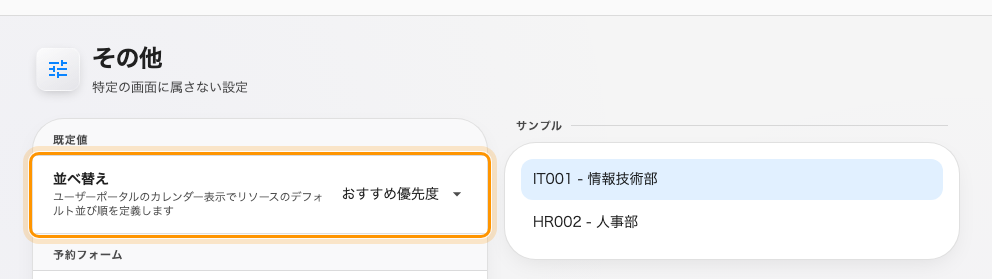 その他
特定の画面に属さない設定
既定値
並べ替え
ユーザーポータルのカレンダー表示でリソースのデフォ
ルト並び順を定義します
おすすめ優先度
予約フォーム
サンプル
IT001 - 情報技術部
HR002 - 人事部